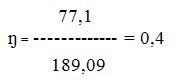 77,1
ŋ = ------------- = 0,4
189,09